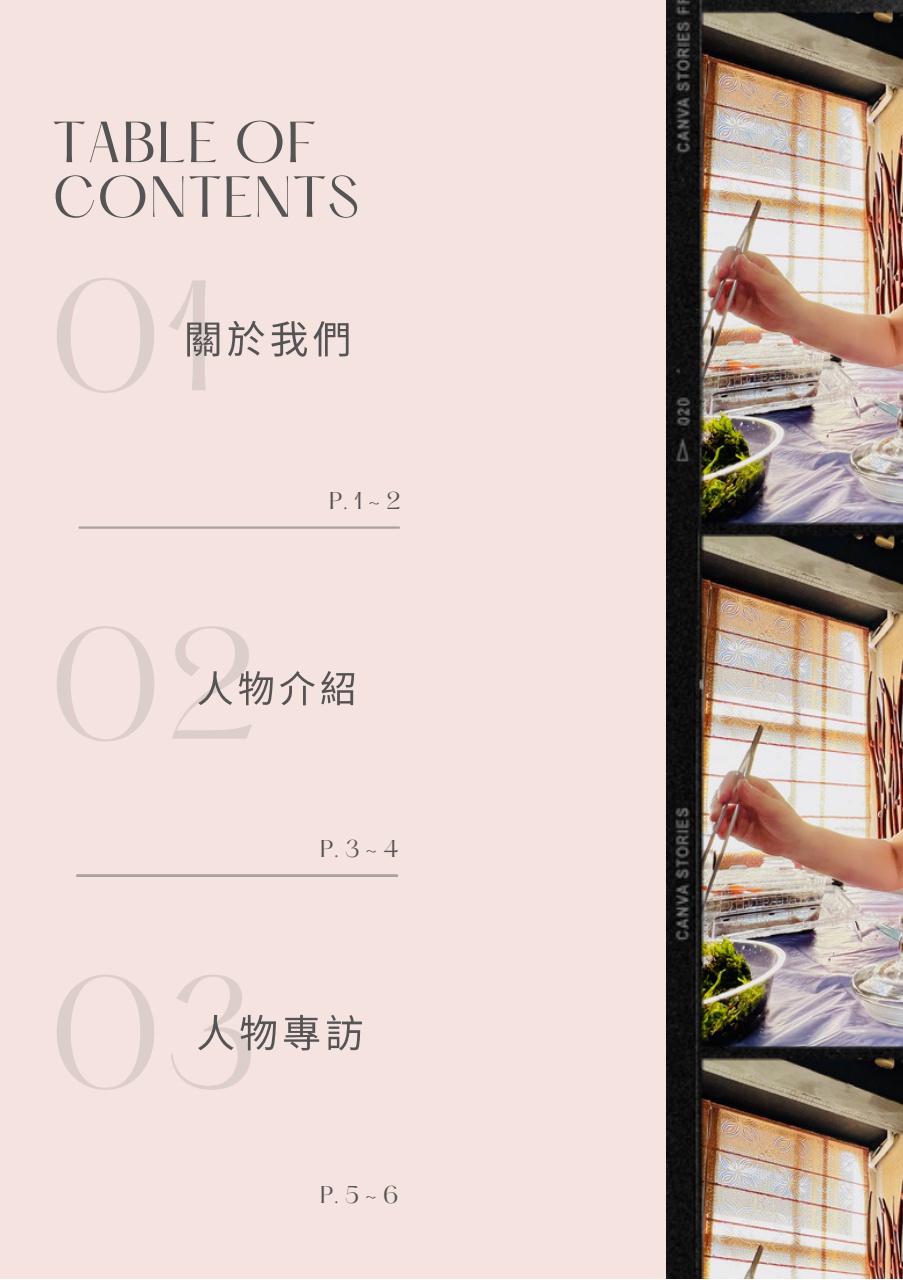 TABLE OF
CONTENTS
01
關於我們
P. 1 ~ 2
02
人物介紹
P. 3 ~ 4
03
人物專訪
P. 5 ~ 6
CANVA STORIES
020
CANVA STORIES